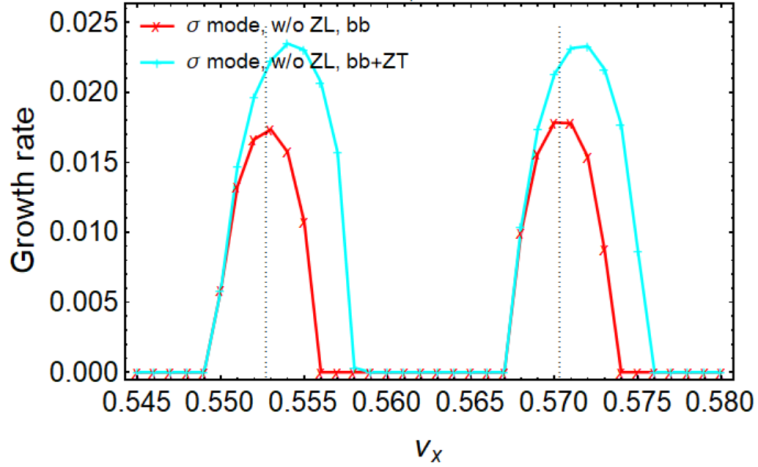 σ mode, w/o ZL, bb
σ mode, w/o ZL, bb+ZT
Growth rate
0.025
0.020
0.015
0.010
0.005
0.000
0.545 0.550 0.555 0.560 0.565 0.570 0.575 0.580
νx